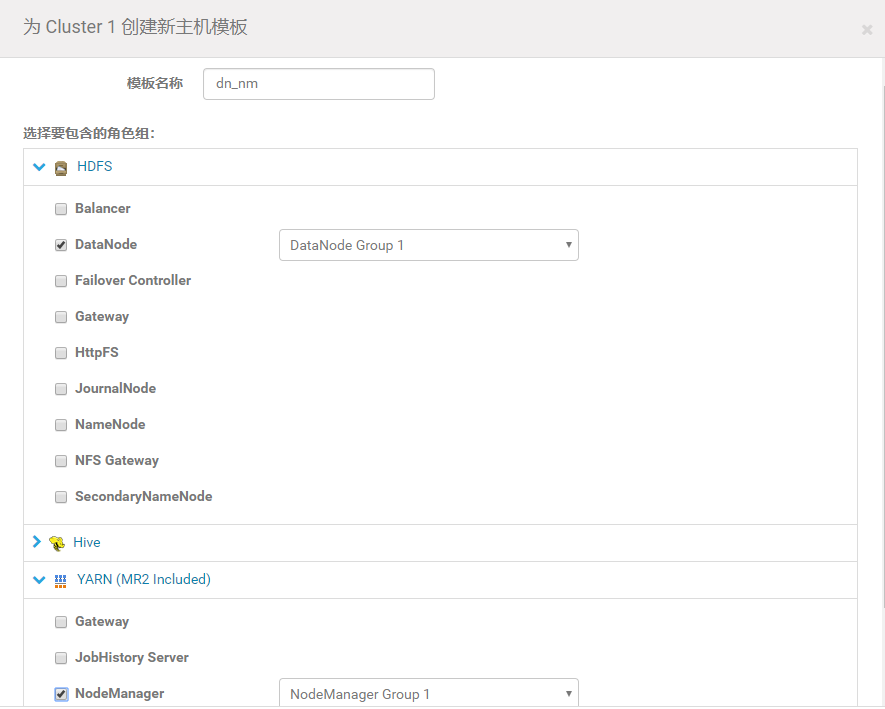 为 Cluster 1 创建新主机模板
×
模板名称 dn_nm
选择要包含的角色组：
HDFS
Balancer
DataNode DataNode Group 1
Failover Controller
Gateway
HttpFS
JournalNode
NameNode
NFS Gateway
SecondaryNameNode
Hive
YARN (MR2 Included)
Gateway
JobHistory Server
NodeManager NodeManager Group 1